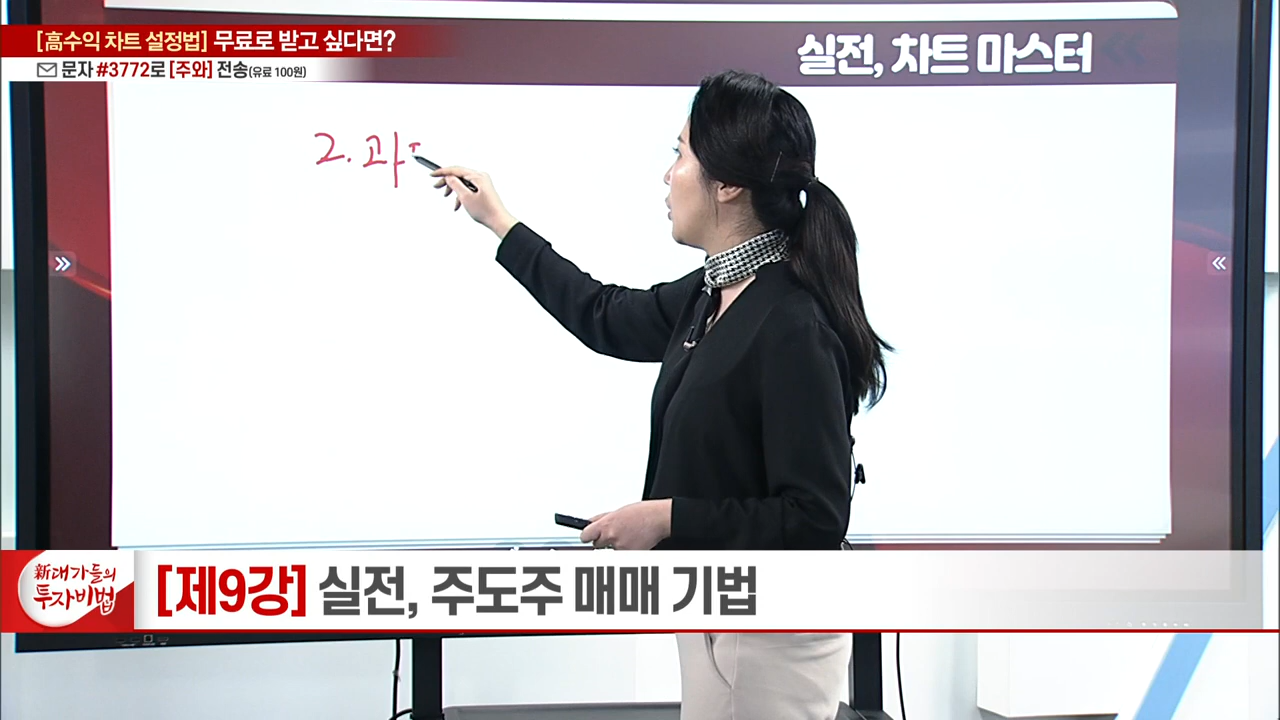 [高수익 차트 설정법] 무료로 받고 싶다면?
문자 #3772로 [주와] 전송(유료 100원)
실전, 차트 마스터
2. 과
新대가들의
투자비법
[제9강] 실전, 주도주 매매 기법